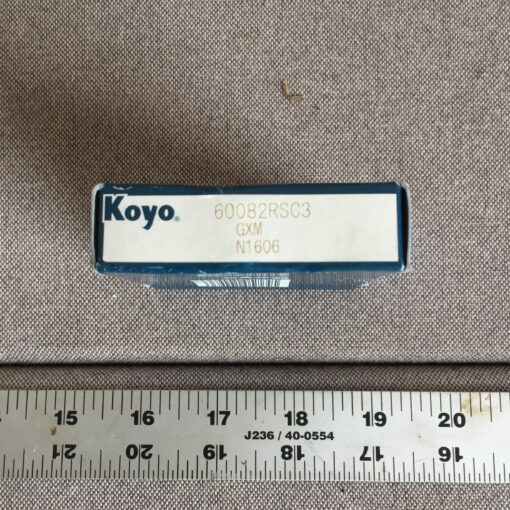 Koyo
60082RSC3
GXM
N1606
15 16 17 18 19 20
J236 / 40-0554
21 20 19 18 17 16